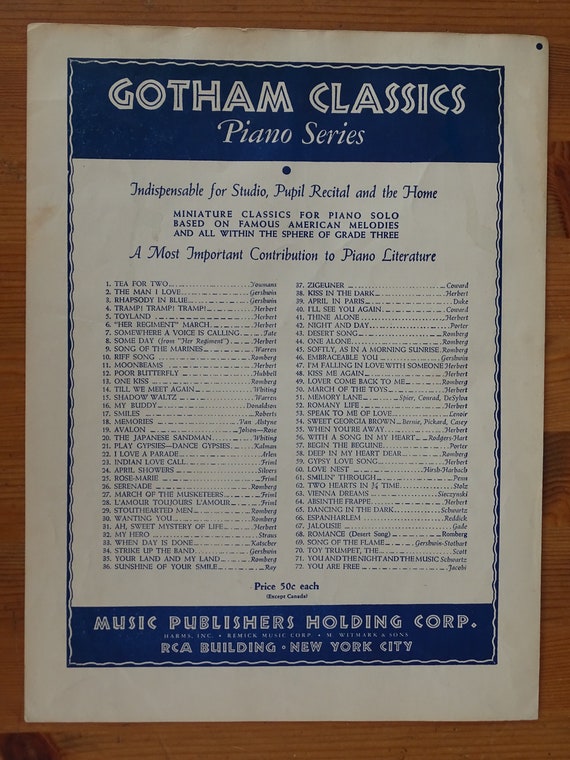 GOTHAM CLASSICS
Piano Series
Indispensable for Studio, Pupil Recital and the Home
MINIATURE CLASSICS FOR PIANO SOLO
BASED ON FAMOUS AMERICAN MELODIES
AND ALL WITHIN THE SPHERE OF GRADE THREE
A Most Important Contribution to Piano Literature
1. TEA FOR TWO Youmans
2. THE MAN I LOVE Gershwin
3. RHAPSODY IN BLUE Gershwin
4. TRAMP! TRAMP! TRAMP! Herbert
5. TOYLAND Herbert
6. "HER REGIMENT" MARCH Herbert
7. SOMEWHERE A VOICE IS CALLING Tate
8. SOME DAY (from "Her Regiment") Herbert
9. SONG OF THE MARINES Warren
10. RIFF SONG Romberg
11. MOONBEAMS Herbert
12. POOR BUTTERFLY Hubbell
13. ONE KISS Romberg
14. TILL WE MEET AGAIN Whiting
15. SHADOW WALTZ Warren
16. MY BUDDY Donaldson
17. SMILES Roberts
18. MEMORIES Van Alstyne
19. AVALON Jolson—Rose
20. THE JAPANESE SANDMAN Whiting
21. PLAY GYPSIES—DANCE GYPSIES Kalman
22. I LOVE A PARADE Arlen
23. INDIAN LOVE CALL Friml
24. APRIL SHOWERS Silvers
25. ROSE-MARIE Friml
26. SERENADE Romberg
27. MARCH OF THE MUSKETEERS Friml
28. L'AMOUR TOUJOURS L'AMOUR Friml
29. STOUTHEARTED MEN Romberg
30. WANTING YOU Romberg
31. AH, SWEET MYSTERY OF LIFE Herbert
32. MY HERO Straus
33. WHEN DAY IS DONE Katscher
34. STRIKE UP THE BAND Gershwin
35. YOUR LAND AND MY LAND Romberg
36. SUNSHINE OF YOUR SMILE Ray
37. ZIGEUNER Coward
38. KISS IN THE DARK Herbert
39. APRIL IN PARIS Duke
40. I'LL SEE YOU AGAIN Coward
41. THINE ALONE Herbert
42. NIGHT AND DAY Porter
43. DESERT SONG Romberg
44. ONE ALONE Romberg
45. SOFTLY, AS IN A MORNING SUNRISE Romberg
46. EMBRACEABLE YOU Gershwin
47. I'M FALLING IN LOVE WITH SOMEONE Herbert
48. KISS ME AGAIN Herbert
49. LOVER COME BACK TO ME Romberg
50. MARCH OF THE TOYS Herbert
51. MEMORY LANE Spier, Conrad, DeSylva
52. ROMANY LIFE Herbert
53. SPEAK TO ME OF LOVE Lenoir
54. SWEET GEORGIA BROWN Bernie, Pickard, Casey
55. WHEN YOU'RE AWAY Herbert
56. WITH A SONG IN MY HEART Rodgers-Hart
57. BEGIN THE BEGUINE Porter
58. DEEP IN MY HEART DEAR Romberg
59. GYPSY LOVE SONG Herbert
60. LOVE NEST Hirsh-Harbach
61. SMILIN' THROUGH Penn
62. TWO HEARTS IN ¾ TIME Stolz
63. VIENNA DREAMS Sieczynski
64. ABSINTHE FRAPPE Herbert
65. DANCING IN THE DARK Schwartz
66. ESPANHARLEM Reddick
67. JALOUSIE Gade
68. ROMANCE (Desert Song) Romberg
69. SONG OF THE FLAME Gershwin-Stothart
70. TOY TRUMPET, THE Scott
71. YOU AND THE NIGHT AND THE MUSIC Schwartz
72. YOU ARE FREE Jacobi
Price 50c each
(Except Canada)
MUSIC PUBLISHERS HOLDING CORP.
HARMS, INC. • REMICK MUSIC CORP. • M. WITMARK & SONS
RCA BUILDING • NEW YORK CITY